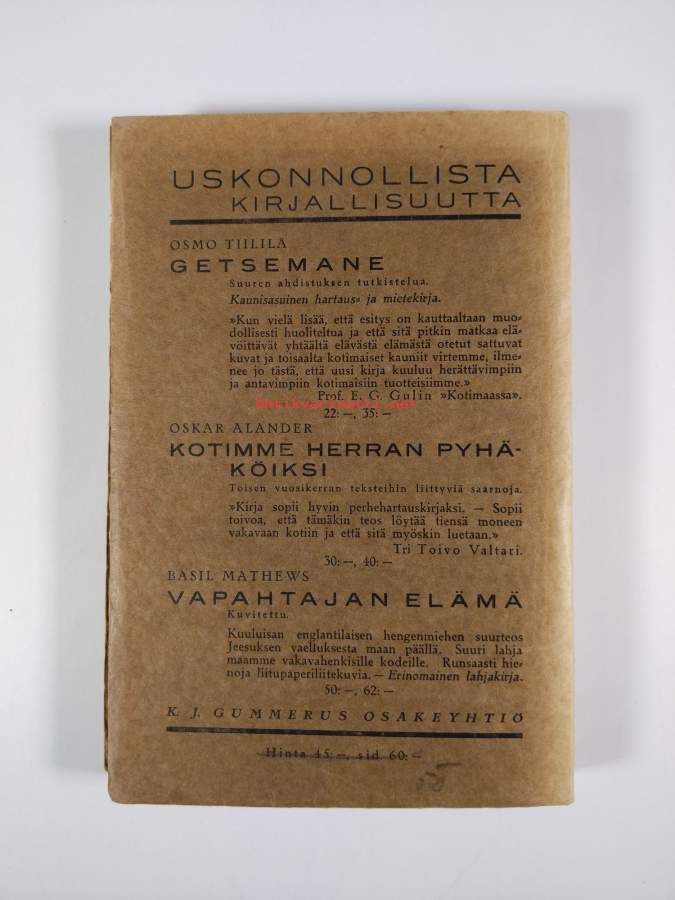 USKONNOLLISTA
KIRJALLISUUTTA
OSMO TIILILA
GETSEMANE
Suuren ahdistuksen tutkistelua.
Kaunisasuinen hartaus- ja mietekirja.
»Kun vielä lisää, että esitys on kauttaaltaan muo-
dollisesti huoliteltua ja että sitä pitkin matkaa elä-
vöittävät yhtäältä elävästä elämästä otetut sattuvat
kuvat ja toisaalta kotimaiset kauniit virtemme, ilme-
nee jo tästä, että uusi kirja kuuluu herättävimpiin
ja antavimpiin kotimaisiin tuotteisiimme.»
Prof. E. G. Gulin »Kotimaassa».
22: —, 35: —
OSKAR ALANDER
KOTIMME HERRAN PYHÄ-
KÖIKSI
Toisen vuosikerran teksteihin liittyviä saarnoja.
»Kirja sopii hyvin perhehartauskirjaksi. — Sopii
toivoa, että tämäkin teos löytää tiensä moneen
vakavaan kotiin ja että sitä myöskin luetaan.»
Tri Toivo Valtari.
30: —, 40: —
BASIL MATHEWS
VAPAHTAJAN ELÄMÄ
Kuvitettu.
Kuuluisan englantilaisen hengenmiehen suurteos
Jeesuksen vaelluksesta maan päällä. Suuri lahja
maamme vakavahenkisille kodeille. Runsaasti hie-
noja liitupaperiliitekuvia. — Erinomainen lahjakirja.
50: —, 62: —
K. J. GUMMERUS OSAKEYHTIÖ
Hinta 45: —, sid. 60: —